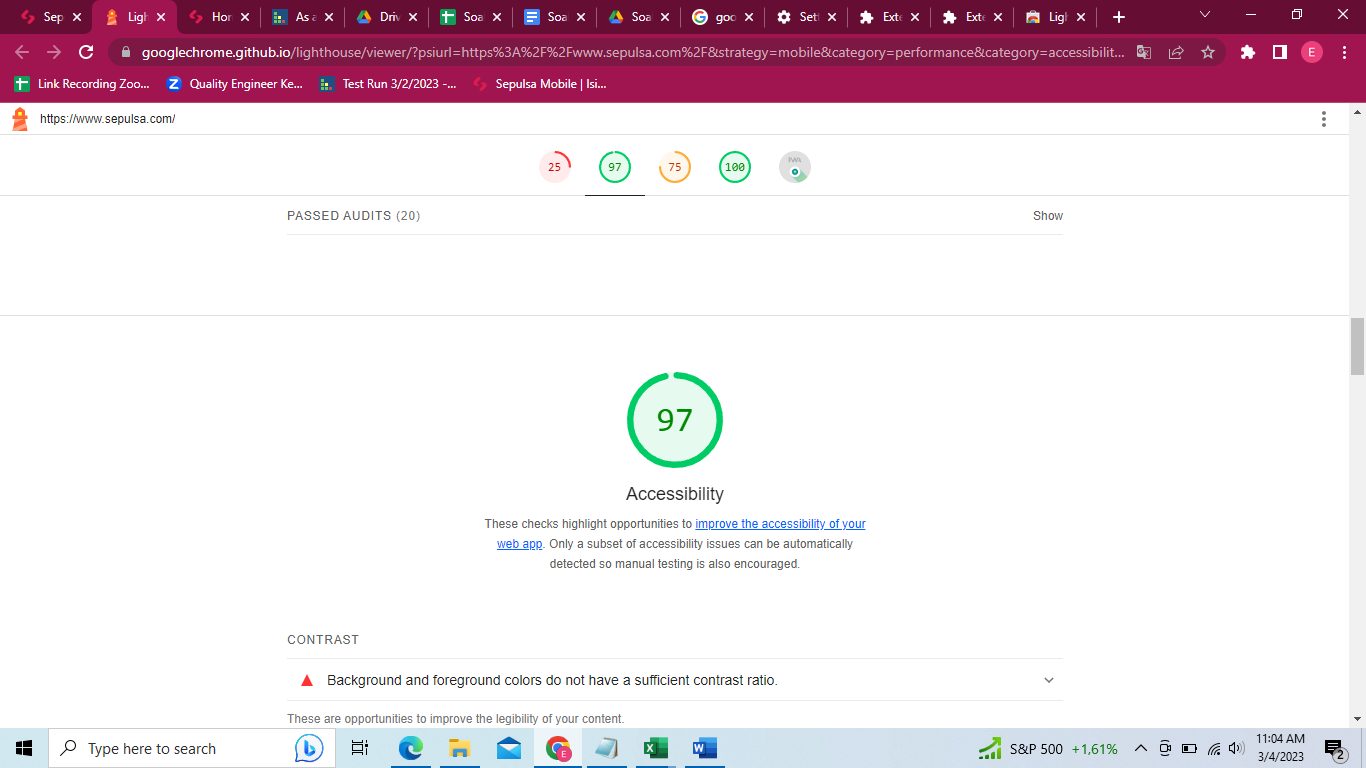 Sep
Ligh
Hor
As a
Driv
Soa
Soa
Soa
goo
Sett
Exte
Exte
Ligh
googlechrome.github.io/lighthouse/viewer/?psiurl=https%3A%2F%2Fwww.sepulsa.com%2F&strategy=mobile&category=performance&category=accessibilit...
E
Link Recording Zoo...
Quality Engineer Ke...
Test Run 3/2/2023 -...
Sepulsa Mobile | Isi...
https://www.sepulsa.com/
25
97
75
100
PWA
PASSED AUDITS (20)
Show
97
Accessibility
These checks highlight opportunities to improve the accessibility of your
web app. Only a subset of accessibility issues can be automatically
detected so manual testing is also encouraged.
CONTRAST
Background and foreground colors do not have a sufficient contrast ratio.
These are opportunities to improve the legibility of your content.
Type here to search
E
S&P 500 +1,61%
11:04 AM
3/4/2023
2